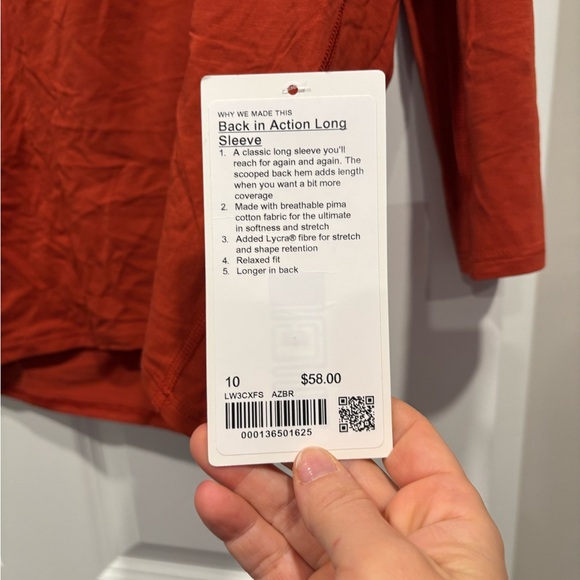 WHY WE MADE THIS
Back in Action Long
Sleeve
1. A classic long sleeve you'll
reach for again and again. The
scooped back hem adds length
when you want a bit more
coverage
2. Made with breathable pima
cotton fabric for the ultimate
in softness and stretch
3. Added Lycra® fibre for stretch
and shape retention
4. Relaxed fit
5. Longer in back
10 $58.00
LW3CXFS AZBR
000136501625